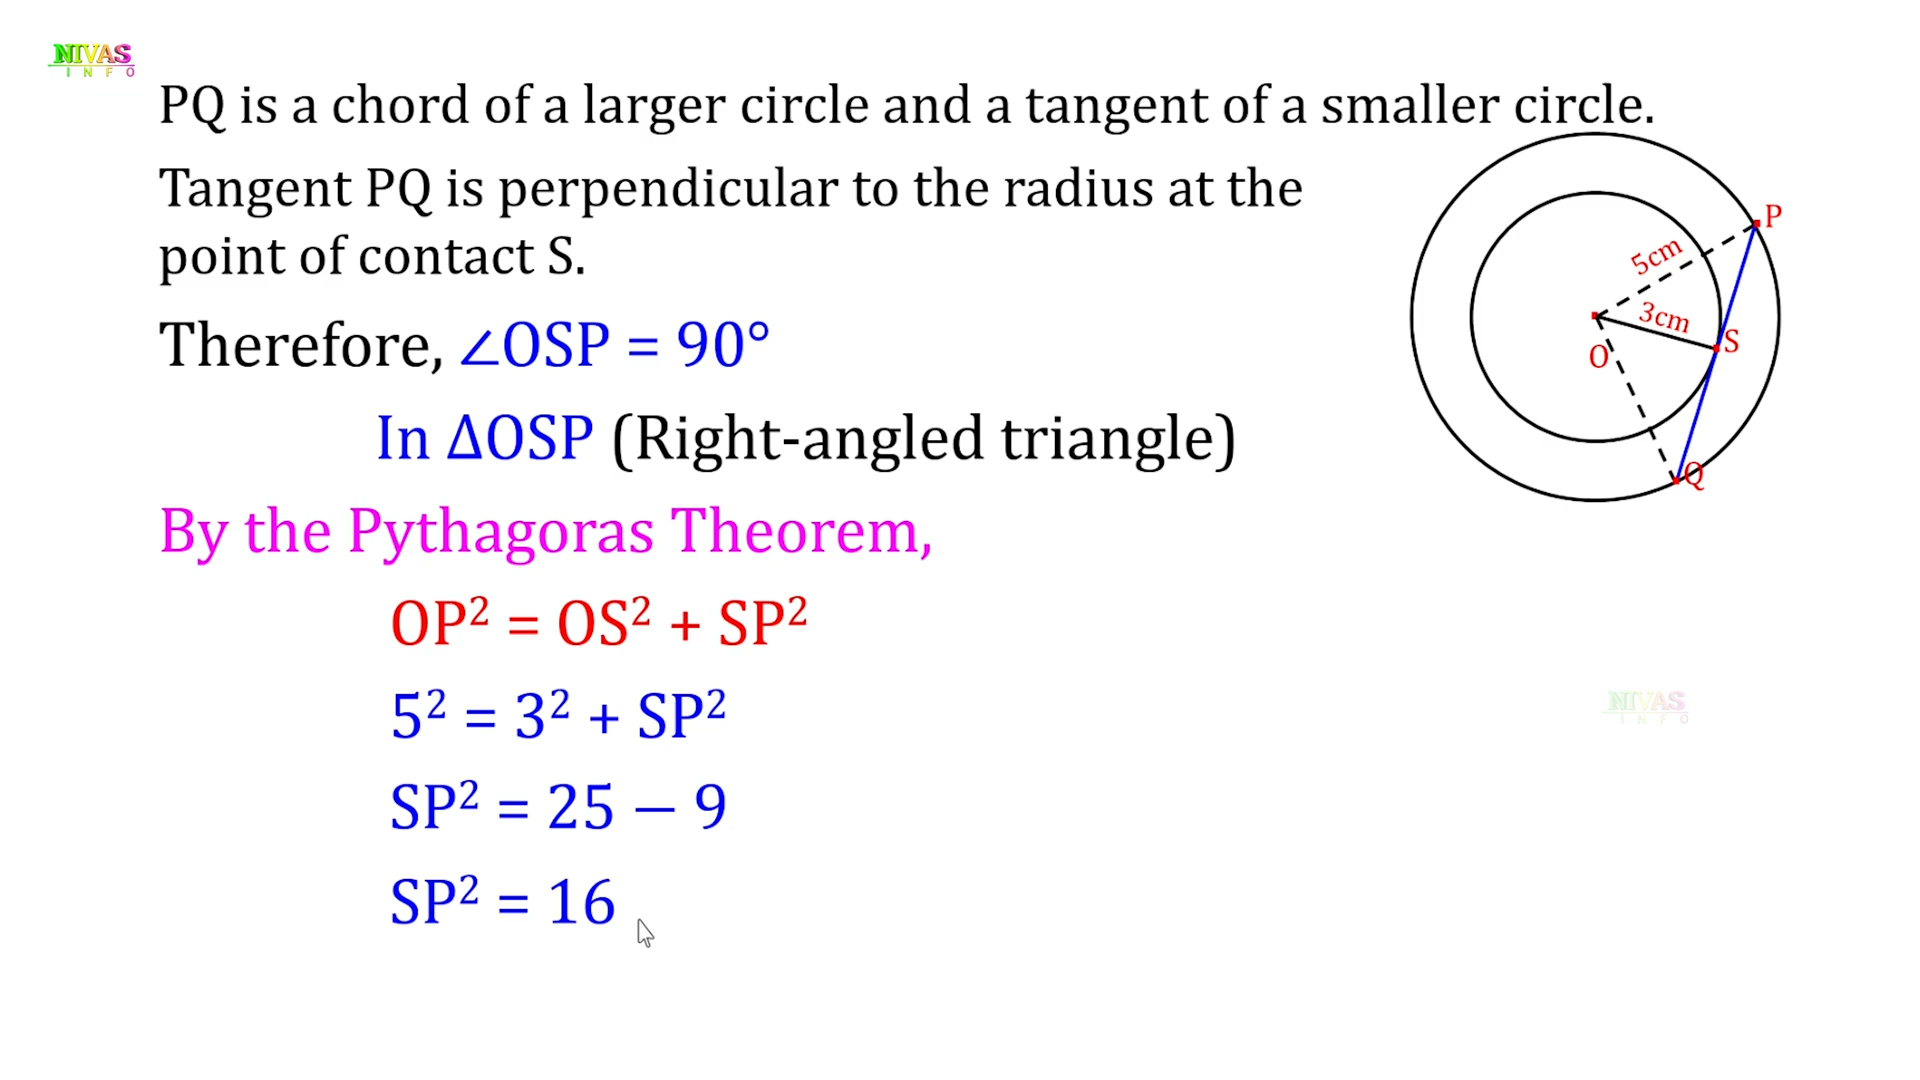 NIVAS
INFO
PQ is a chord of a larger circle and a tangent of a smaller circle.
Tangent PQ is perpendicular to the radius at the
point of contact S.
Therefore, ∠OSP = 90°
In ΔOSP (Right-angled triangle)
By the Pythagoras Theorem,
OP² = OS² + SP²
5² = 3² + SP²
SP² = 25 − 9
SP² = 16
P
5cm
3cm
S
O
Q
NIVAS
INFO